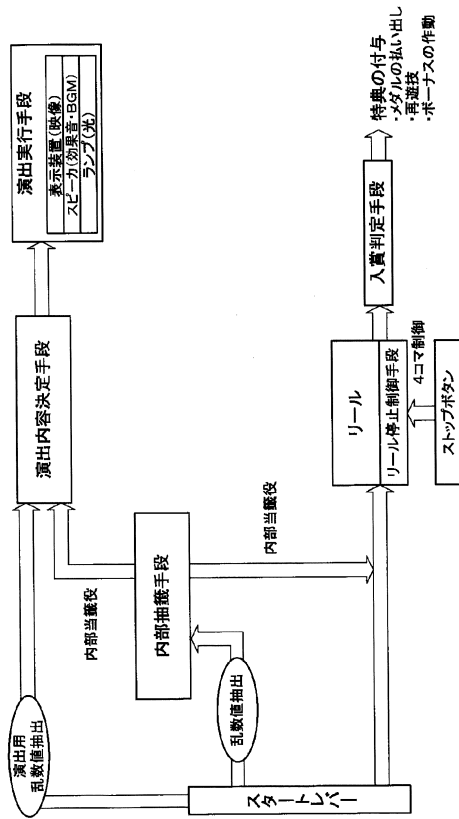 演出用
乱数値抽出
演出内容決定手段
演出実行手段
表示装置(映像)
スピーカ(効果音・BGM)
ランプ(光)
内部当籤役
内部抽籤手段
内部当籤役
乱数値抽出
スタートレバー
リール
リール停止制御手段
4コマ制御
ストップボタン
入賞判定手段
特典の付与
・メダルの払い出し
・再遊技
・ボーナスの作動